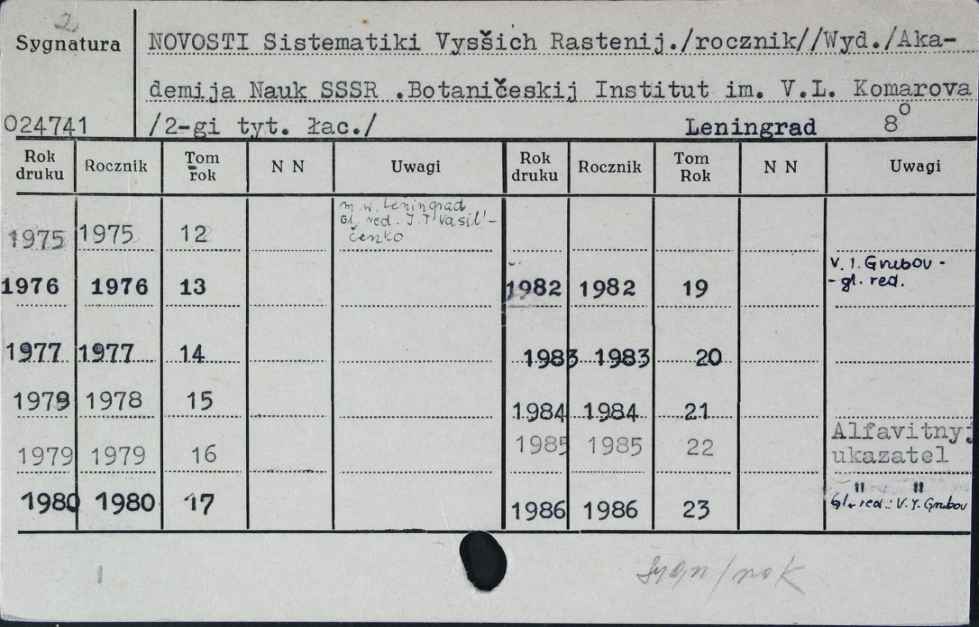 2
Sygnatura
NOVOSTI Sistematiki Vysšich Rastenij./rocznik//Wyd./Aka-
demija Nauk SSSR .Botaničeskij Institut im. V.L. Komarova
024741 /2-gi tyt. łac./ Leningrad 8o
Rok druku Rocznik Tom rok N N Uwagi Rok druku Rocznik Tom Rok N N Uwagi
m.w. Leningrad
Gł. red. I.T. Vasil'-
čenko
1975 1975 12
V. I. Grubov -
- gl. red.
1976 1976 13 1982 1982 19
1977 1977 14 1983 1983 20
1979 1978 15 1984 1984 21
1979 1979 16 1985 1985 22 Alfavitnyj
ukazatel
" "
1980 1980 17 1986 1986 23 Gł. red.: V. I. Grubov
1
sygn/rok